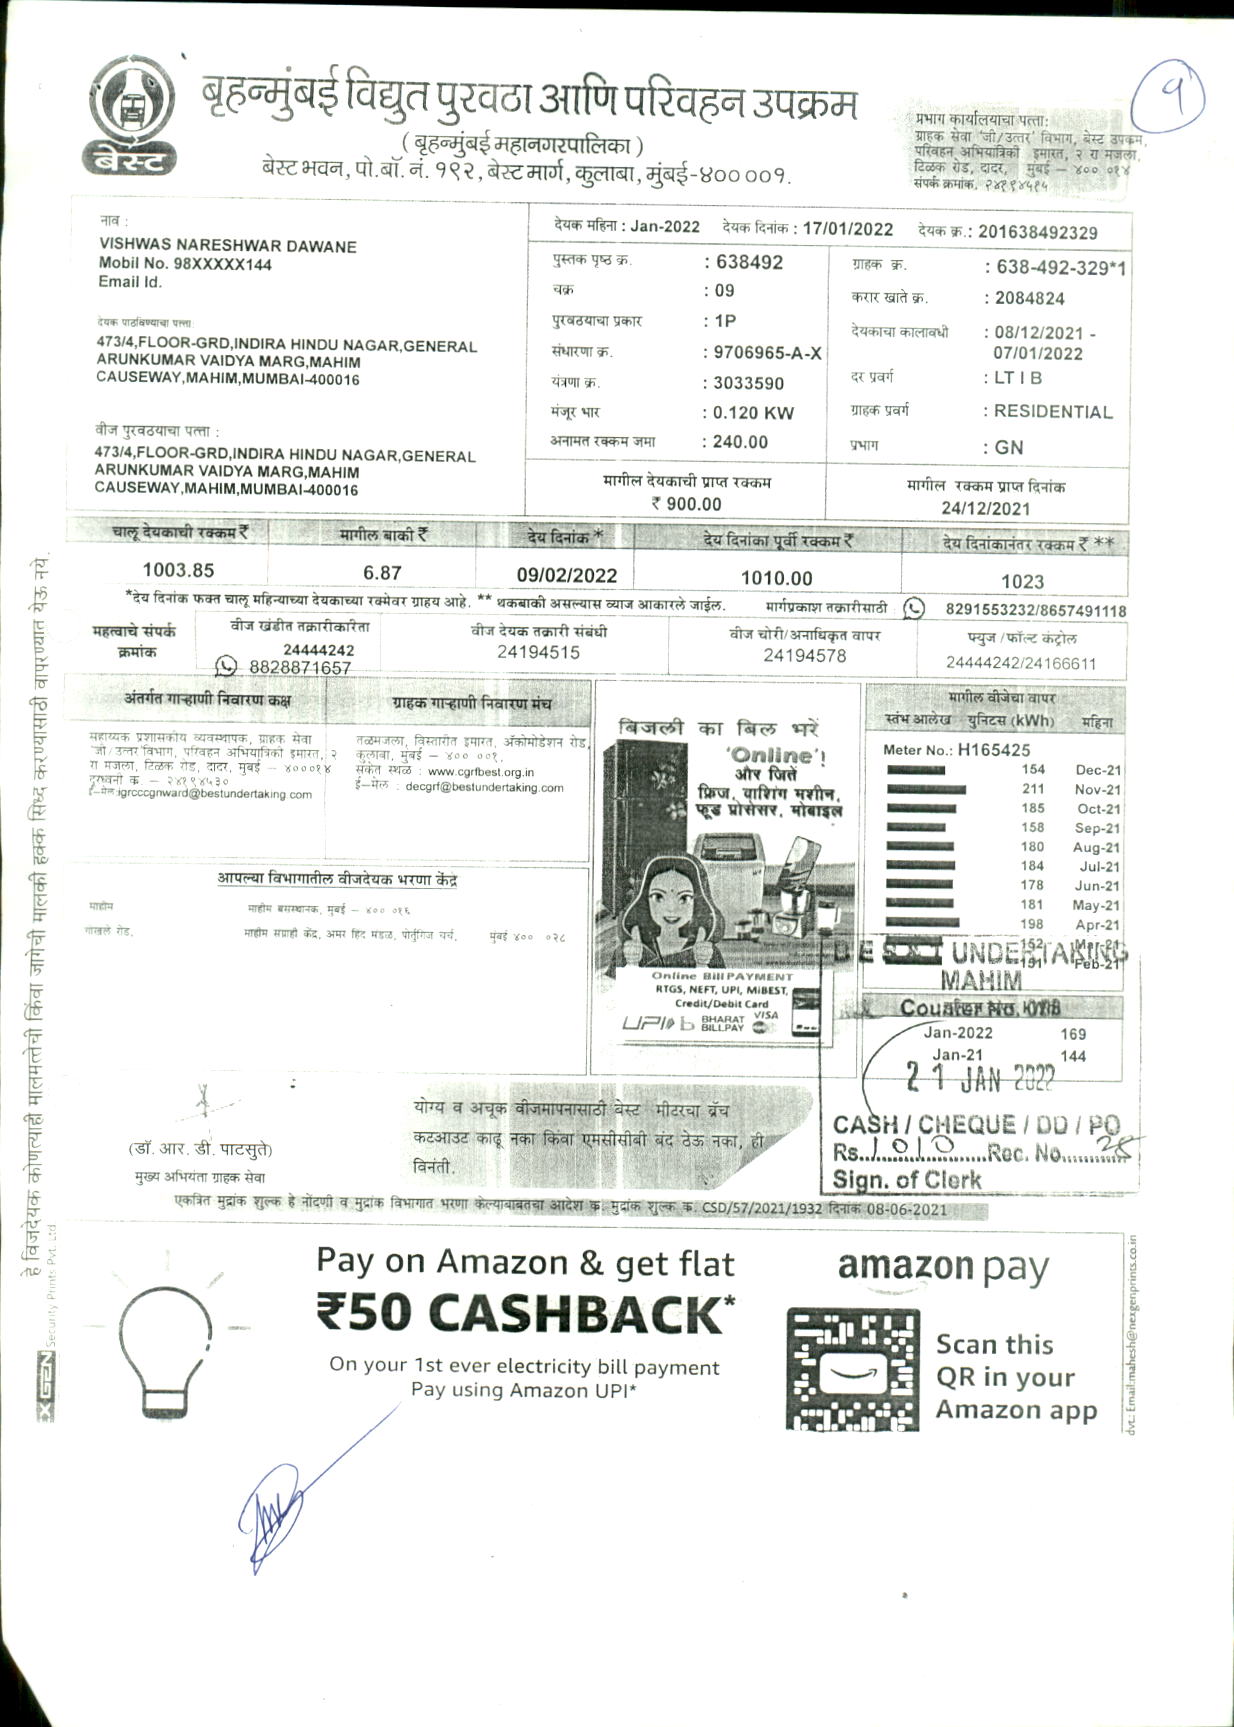 ९
बेस्ट
बृहन्मुंबई विद्युत पुरवठा आणि परिवहन उपक्रम
( बृहन्मुंबई महानगरपालिका )
बेस्ट भवन, पो.बॉ. नं. १९२, बेस्ट मार्ग, कुलाबा, मुंबई-४०० ००१.
प्रभाग कार्यालयाचा पत्ता:
ग्राहक सेवा 'जी/उत्तर' विभाग, बेस्ट उपक्रम,
परिवहन अभियांत्रिकी इमारत, २ रा मजला,
टिळक रोड, दादर, मुंबई – ४०० ०१४
संपर्क क्रमांक, २४१९४५१५
नाव :
VISHWAS NARESHWAR DAWANE
Mobil No. 98XXXXX144
Email Id.
देयक पाठविण्याचा पत्ता:
473/4,FLOOR-GRD,INDIRA HINDU NAGAR,GENERAL
ARUNKUMAR VAIDYA MARG,MAHIM
CAUSEWAY,MAHIM,MUMBAI-400016
वीज पुरवठयाचा पत्ता :
473/4,FLOOR-GRD,INDIRA HINDU NAGAR,GENERAL
ARUNKUMAR VAIDYA MARG,MAHIM
CAUSEWAY,MAHIM,MUMBAI-400016
देयक महिना : Jan-2022 देयक दिनांक : 17/01/2022 देयक क्र.: 201638492329
पुस्तक पृष्ठ क्र. : 638492
चक्र : 09
पुरवठयाचा प्रकार : 1P
संधारणा क्र. : 9706965-A-X
यंत्रणा क्र. : 3033590
मंजूर भार : 0.120 KW
अनामत रक्कम जमा : 240.00
ग्राहक क्र. : 638-492-329*1
करार खाते क्र. : 2084824
देयकाचा कालावधी : 08/12/2021 -
07/01/2022
दर प्रवर्ग : LT I B
ग्राहक प्रवर्ग : RESIDENTIAL
प्रभाग : GN
मागील देयकाची प्राप्त रक्कम
₹ 900.00
मागील रक्कम प्राप्त दिनांक
24/12/2021
चालू देयकाची रक्कम ₹ मागील बाकी ₹ देय दिनांक * देय दिनांका पूर्वी रक्कम ₹ देय दिनांकानंतर रक्कम ₹ **
1003.85 6.87 09/02/2022 1010.00 1023
*देय दिनांक फक्त चालू महिन्याच्या देयकाच्या रक्मेवर ग्राहय आहे. ** थकबाकी असल्यास व्याज आकारले जाईल. मार्गप्रकाश तक्रारीसाठी 8291553232/8657491118
महत्वाचे संपर्क क्रमांक
वीज खंडीत तक्रारीकरिता
24444242
8828871657
वीज देयक तक्रारी संबंधी
24194515
वीज चोरी/अनाधिकृत वापर
24194578
फ्युज/फॉल्ट कंट्रोल
24444242/24166611
अंतर्गत गाऱ्हाणी निवारण कक्ष
सहाय्यक प्रशासकीय व्यवस्थापक, ग्राहक सेवा
'जी/उत्तर'विभाग, परिवहन अभियांत्रिकी इमारत, २
रा मजला, टिळक रोड, दादर, मुंबई – ४०००१४
दुरध्वनी क. – २४१९४५३०
ई–मेल:igrcccgnward@bestundertaking.com
ग्राहक गाऱ्हाणी निवारण मंच
तळमजला, विस्तारीत इमारत, अ‍ॅकोमोडेशन रोड,
कुलाबा, मुंबई – ४०० ००१.
संकेत स्थळ : www.cgrfbest.org.in
ई–मेल : decgrf@bestundertaking.com
आपल्या विभागातील वीजदेयक भरणा केंद्र
माहीम माहीम बसस्थानक, मुंबई – ४०० ०१६
गोखले रोड, माहीम संग्राही केंद्र, अमर हिंद मंडळ, पोर्तुगिज चर्च, मुंबई ४०० ०२८
बिजली का बिल भरें
'Online'!
और जितें
फ्रिज, वाशिंग मशीन,
फूड प्रोसेसर, मोबाइल
Online Bill PAYMENT
RTGS, NEFT, UPI, MiBEST,
Credit/Debit Card
UPI BHARAT BILLPAY VISA
मागील वीजेचा वापर
स्तंभ आलेख युनिटस (kWh) महिना
Meter No.: H165425
154 Dec-21
211 Nov-21
185 Oct-21
158 Sep-21
180 Aug-21
184 Jul-21
178 Jun-21
181 May-21
198 Apr-21
152 Mar-21
191 Feb-21
Jan-2022 169
Jan-21 144
B E S & T UNDERTAKING
MAHIM
Counter No.
21 JAN 2022
CASH / CHEQUE / DD / PO
Rs. 1010 Rec. No. 28
Sign. of Clerk
(डॉ. आर. डी. पाटसुते)
मुख्य अभियंता ग्राहक सेवा
योग्य व अचूक वीजमापनासाठी बेस्ट मीटरचा ब्रॅच
कटआउट काढू नका किंवा एमसीसीबी बंद ठेऊ नका, ही
विनंती.
एकत्रित मुद्रांक शुल्क हे नोंदणी व मुद्रांक विभागात भरणा केल्याबाबतचा आदेश क. मुद्रांक शुल्क क. CSD/57/2021/1932 दिनांक 08-06-2021
हे विजदेयक कोणत्याही मालमत्तेची किंवा जागेची मालकी हक्क सिध्द करण्यासाठी वापरण्यात येऊ नये.
Security Prints Pvt. Ltd
Pay on Amazon & get flat
₹50 CASHBACK*
On your 1st ever electricity bill payment
Pay using Amazon UPI*
amazon pay
Scan this
QR in your
Amazon app
dvt.: Email:mahesh@nexgenprints.co.in